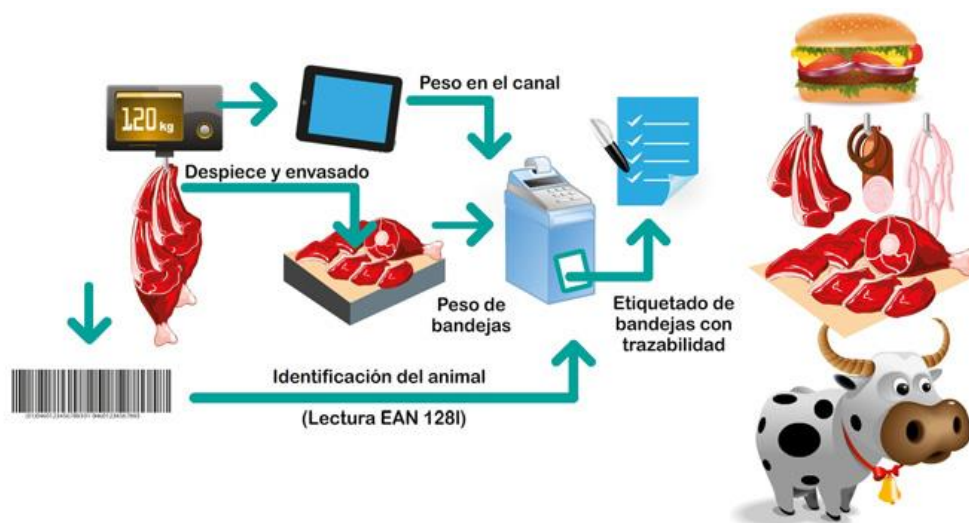 120 kg
Peso en el canal
Despiece y envasado
Peso de
bandejas
Etiquetado de
bandejas con
trazabilidad
Identificación del animal
(Lectura EAN 128I)